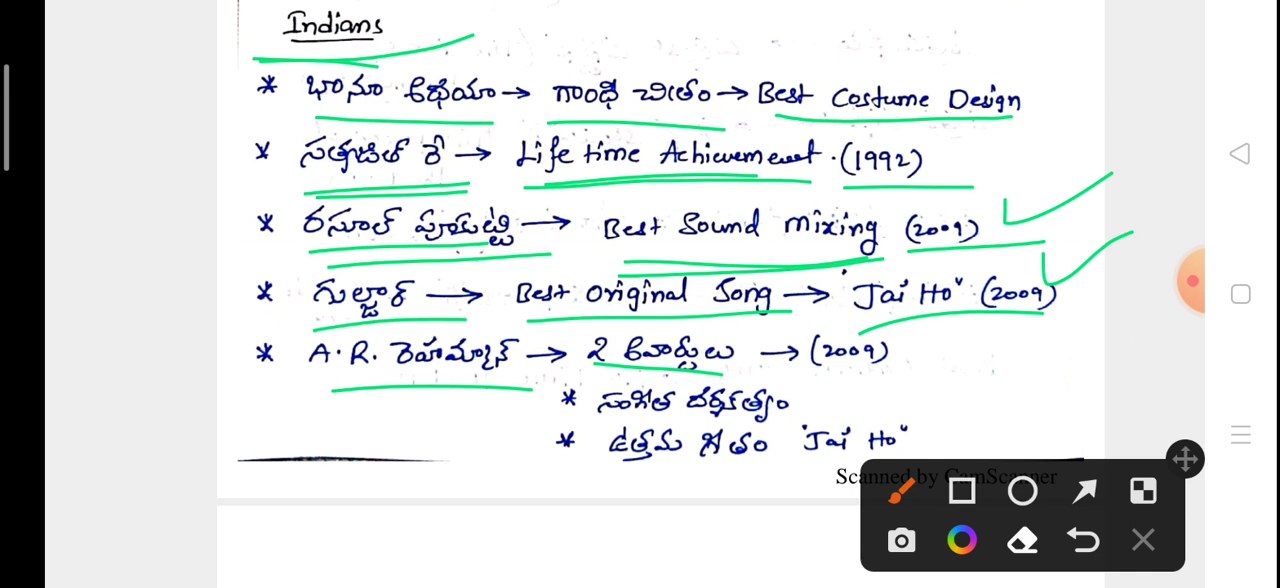 Indians
* భానూ అథయా → గాంధీ చిత్రం → Best Costume Design
* సత్యజిత్ రే → Life time Achievement. (1992)
* రసూల్ పూకుట్టి → Best Sound mixing (2009)
* గుల్జార్ → Best Original Song → "Jai Ho" (2009)
* A. R. రెహమాన్ → 2 అవార్డులు → (2009)
* సంగీత దర్శకత్వం
* ఉత్తమ గీతం "Jai Ho"
Scanned by CamScanner